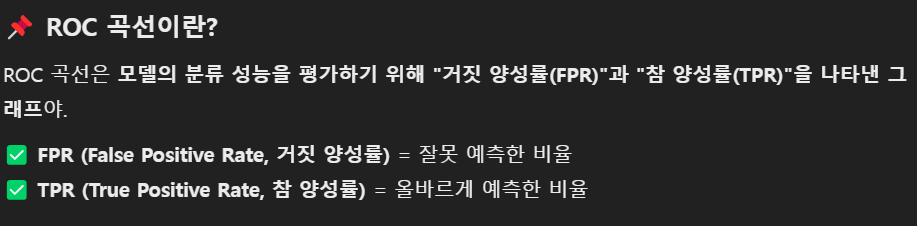 📌 ROC 곡선이란?
ROC 곡선은 모델의 분류 성능을 평가하기 위해 "거짓 양성률(FPR)"과 "참 양성률(TPR)"을 나타낸 그
래프야.
✅ FPR (False Positive Rate, 거짓 양성률) = 잘못 예측한 비율
✅ TPR (True Positive Rate, 참 양성률) = 올바르게 예측한 비율